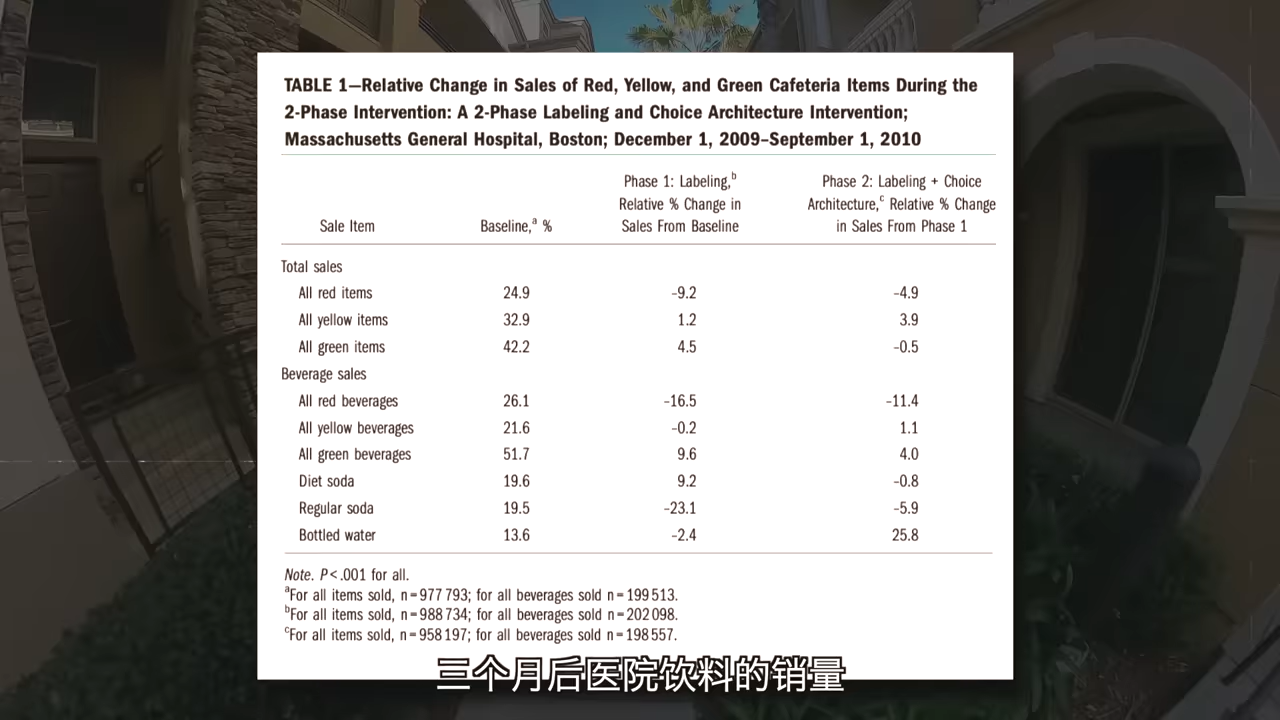 TABLE 1—Relative Change in Sales of Red, Yellow, and Green Cafeteria Items During the
2-Phase Intervention: A 2-Phase Labeling and Choice Architecture Intervention;
Massachusetts General Hospital, Boston; December 1, 2009–September 1, 2010
Sale Item Baseline,ᵃ % Phase 1: Labeling,ᵇ Relative % Change in Sales From Baseline Phase 2: Labeling + Choice Architecture,ᶜ Relative % Change in Sales From Phase 1
Total sales
All red items 24.9 –9.2 –4.9
All yellow items 32.9 1.2 3.9
All green items 42.2 4.5 –0.5
Beverage sales
All red beverages 26.1 –16.5 –11.4
All yellow beverages 21.6 –0.2 1.1
All green beverages 51.7 9.6 4.0
Diet soda 19.6 9.2 –0.8
Regular soda 19.5 –23.1 –5.9
Bottled water 13.6 –2.4 25.8
Note. P < .001 for all.
ᵃFor all items sold, n = 977 793; for all beverages sold n = 199 513.
ᵇFor all items sold, n = 988 734; for all beverages sold n = 202 098.
ᶜFor all items sold, n = 958 197; for all beverages sold n = 198 557.
三个月后医院饮料的销量